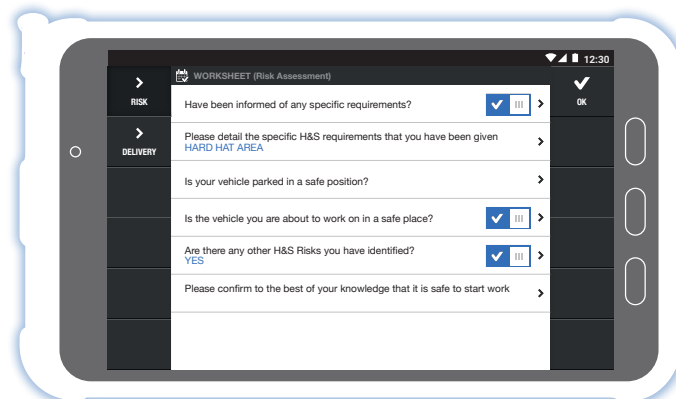 12:30
WORKSHEET (Risk Assessment)
RISK
OK
Have been informed of any specific requirements?
DELIVERY
Please detail the specific H&S requirements that you have been given
HARD HAT AREA
Is your vehicle parked in a safe position?
Is the vehicle you are about to work on in a safe place?
Are there any other H&S Risks you have identified?
YES
Please confirm to the best of your knowledge that it is safe to start work